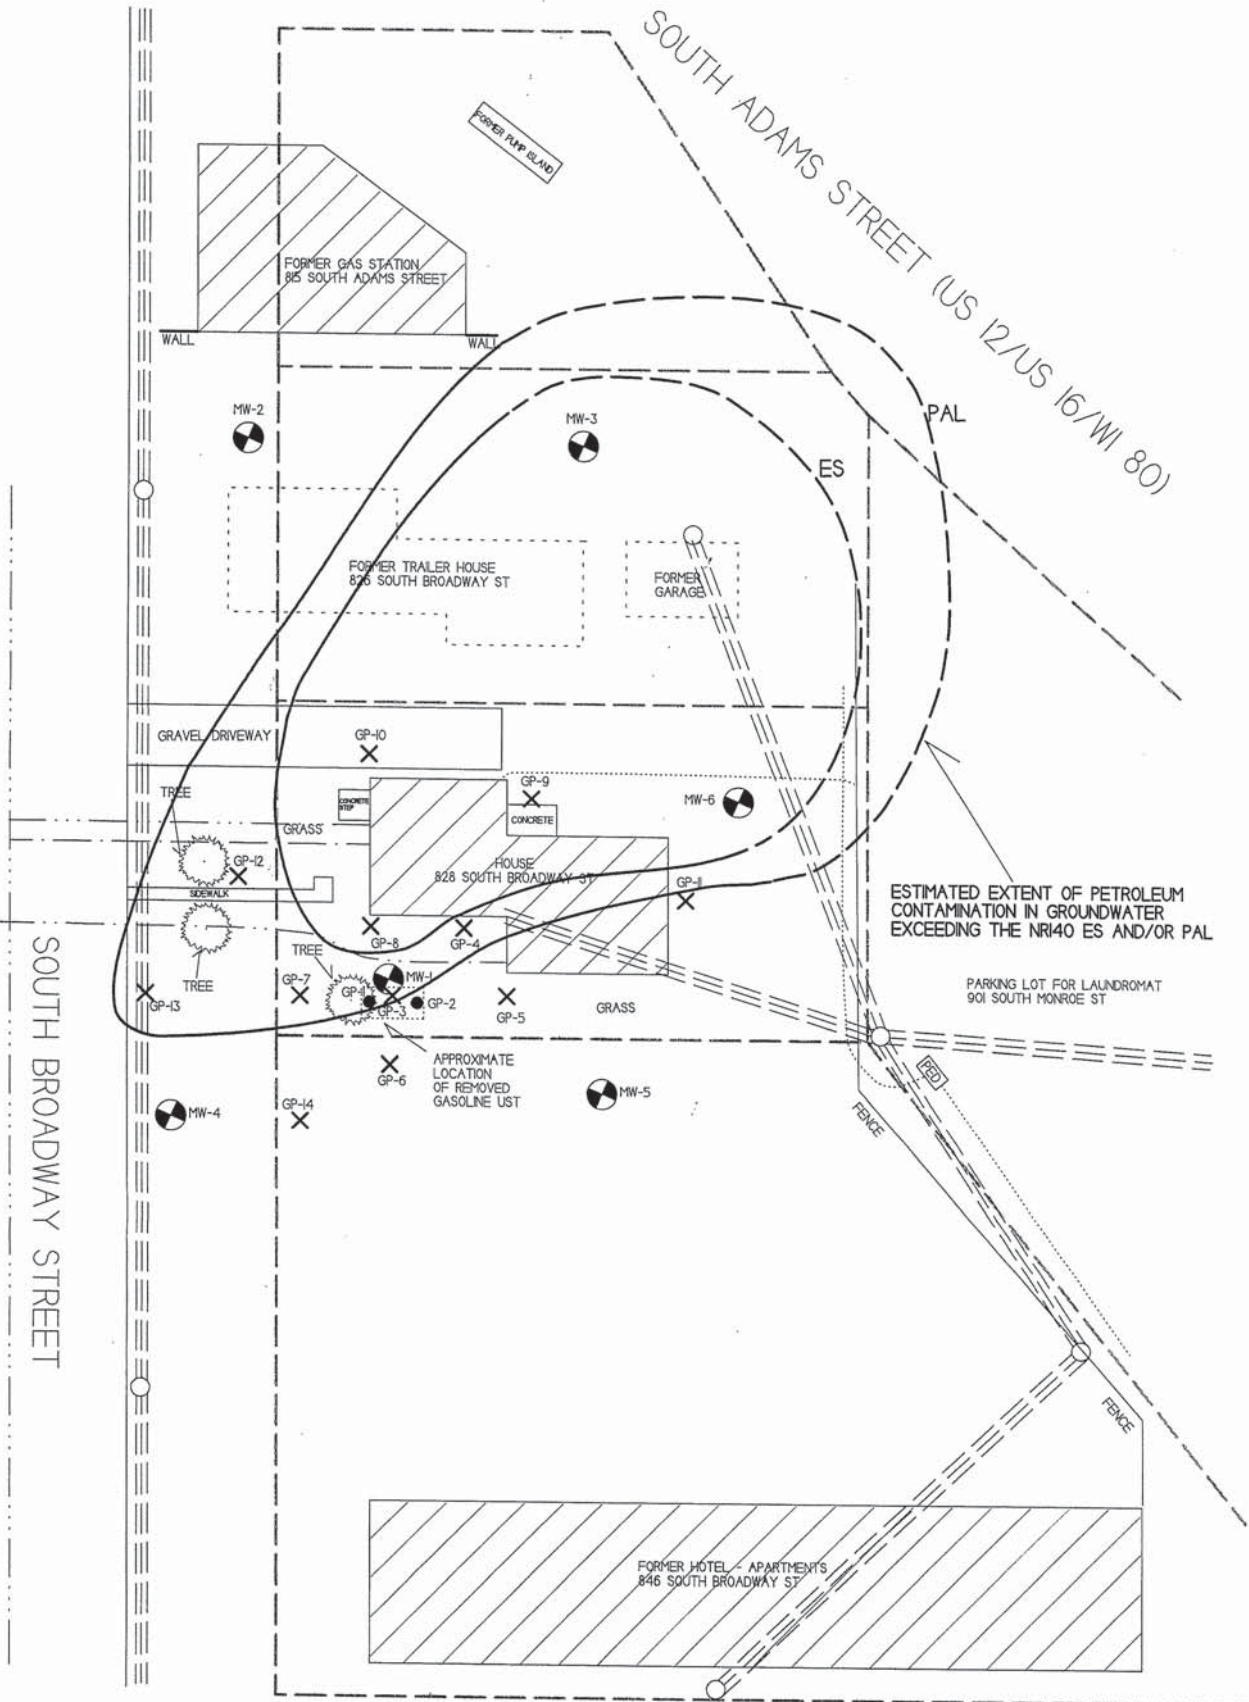 SOUTH ADAMS STREET (US 12/US 16/WI 80)
FORMER PUMP ISLAND
FORMER GAS STATION
815 SOUTH ADAMS STREET
WALL
WALL
MW-2
MW-3
PAL
ES
FORMER TRAILER HOUSE
826 SOUTH BROADWAY ST
FORMER
GARAGE
GRAVEL DRIVEWAY
GP-10
TREE
CONCRETE
STEP
GP-9
CONCRETE
MW-6
GRASS
GP-12
HOUSE
828 SOUTH BROADWAY ST
GP-11
SIDEWALK
ESTIMATED EXTENT OF PETROLEUM
CONTAMINATION IN GROUNDWATER
EXCEEDING THE NR140 ES AND/OR PAL
GP-8
GP-4
TREE
TREE
MW-1
GP-7
GP-1
GP-3
GP-2
GP-5
GRASS
GP-13
PARKING LOT FOR LAUNDROMAT
901 SOUTH MONROE ST
SOUTH BROADWAY STREET
GP-6
APPROXIMATE
LOCATION
OF REMOVED
GASOLINE UST
PED
MW-5
MW-4
GP-14
FENCE
FENCE
FORMER HOTEL - APARTMENTS
846 SOUTH BROADWAY ST